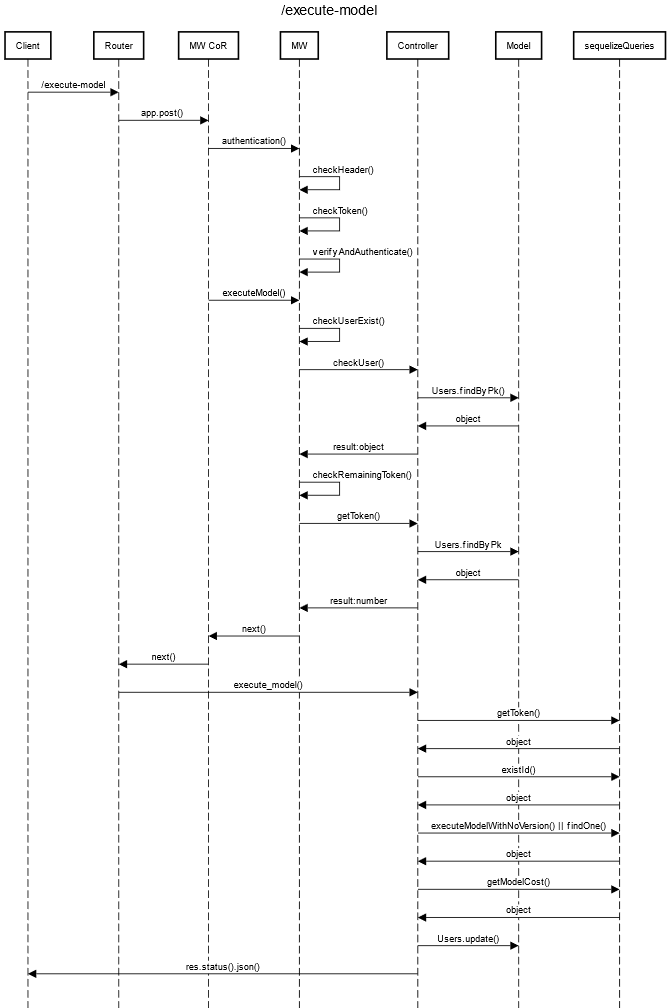 /execute-model
Client
Router
MW CoR
MW
Controller
Model
sequelizeQueries
/execute-model
app.post()
authentication()
checkHeader()
checkToken()
verifyAndAuthenticate()
executeModel()
checkUserExist()
checkUser()
Users.findByPk()
object
result:object
checkRemainingToken()
getToken()
Users.findByPk
object
result:number
next()
next()
execute_model()
getToken()
object
existId()
object
executeModelWithNoVersion() || findOne()
object
getModelCost()
object
Users.update()
res.status().json()